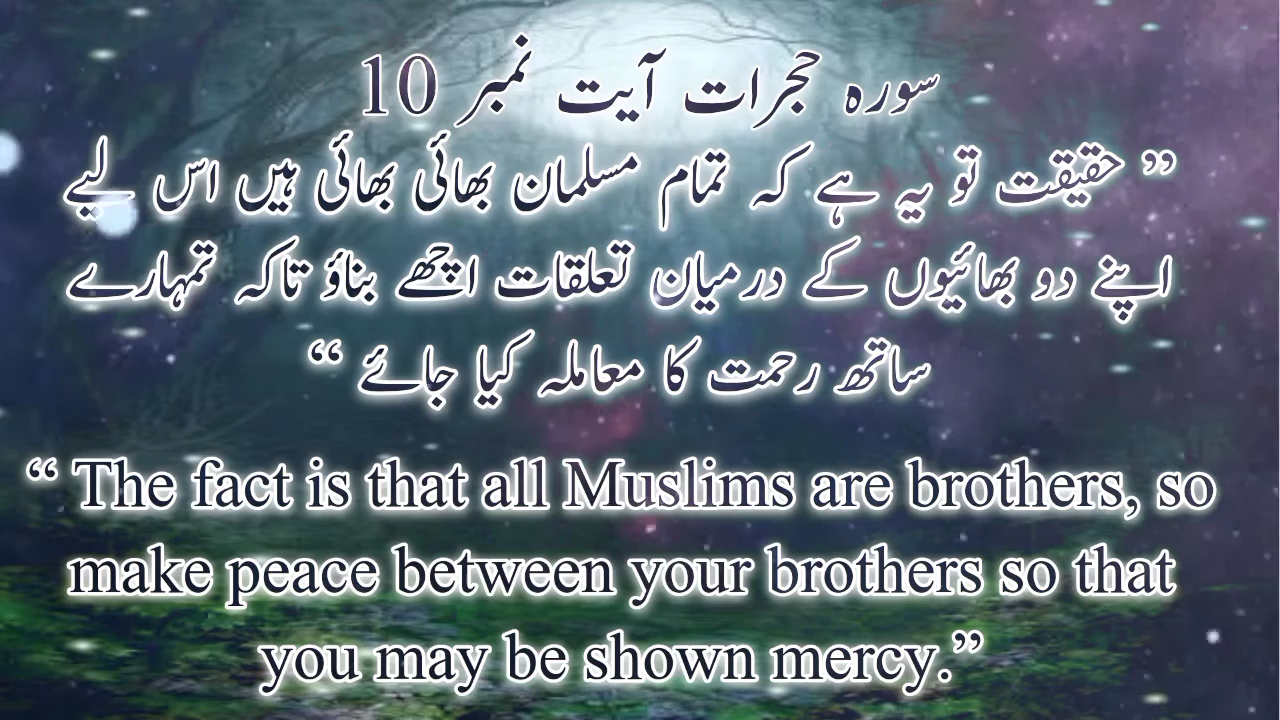 سورہ حجرات آیت نمبر 10
” حقیقت تو یہ ہے کہ تمام مسلمان بھائی بھائی ہیں اس لیے
اپنے دو بھائیوں کے درمیان تعلقات اچھے بناؤ تاکہ تمہارے
ساتھ رحمت کا معاملہ کیا جائے “
“ The fact is that all Muslims are brothers, so
make peace between your brothers so that
you may be shown mercy.”